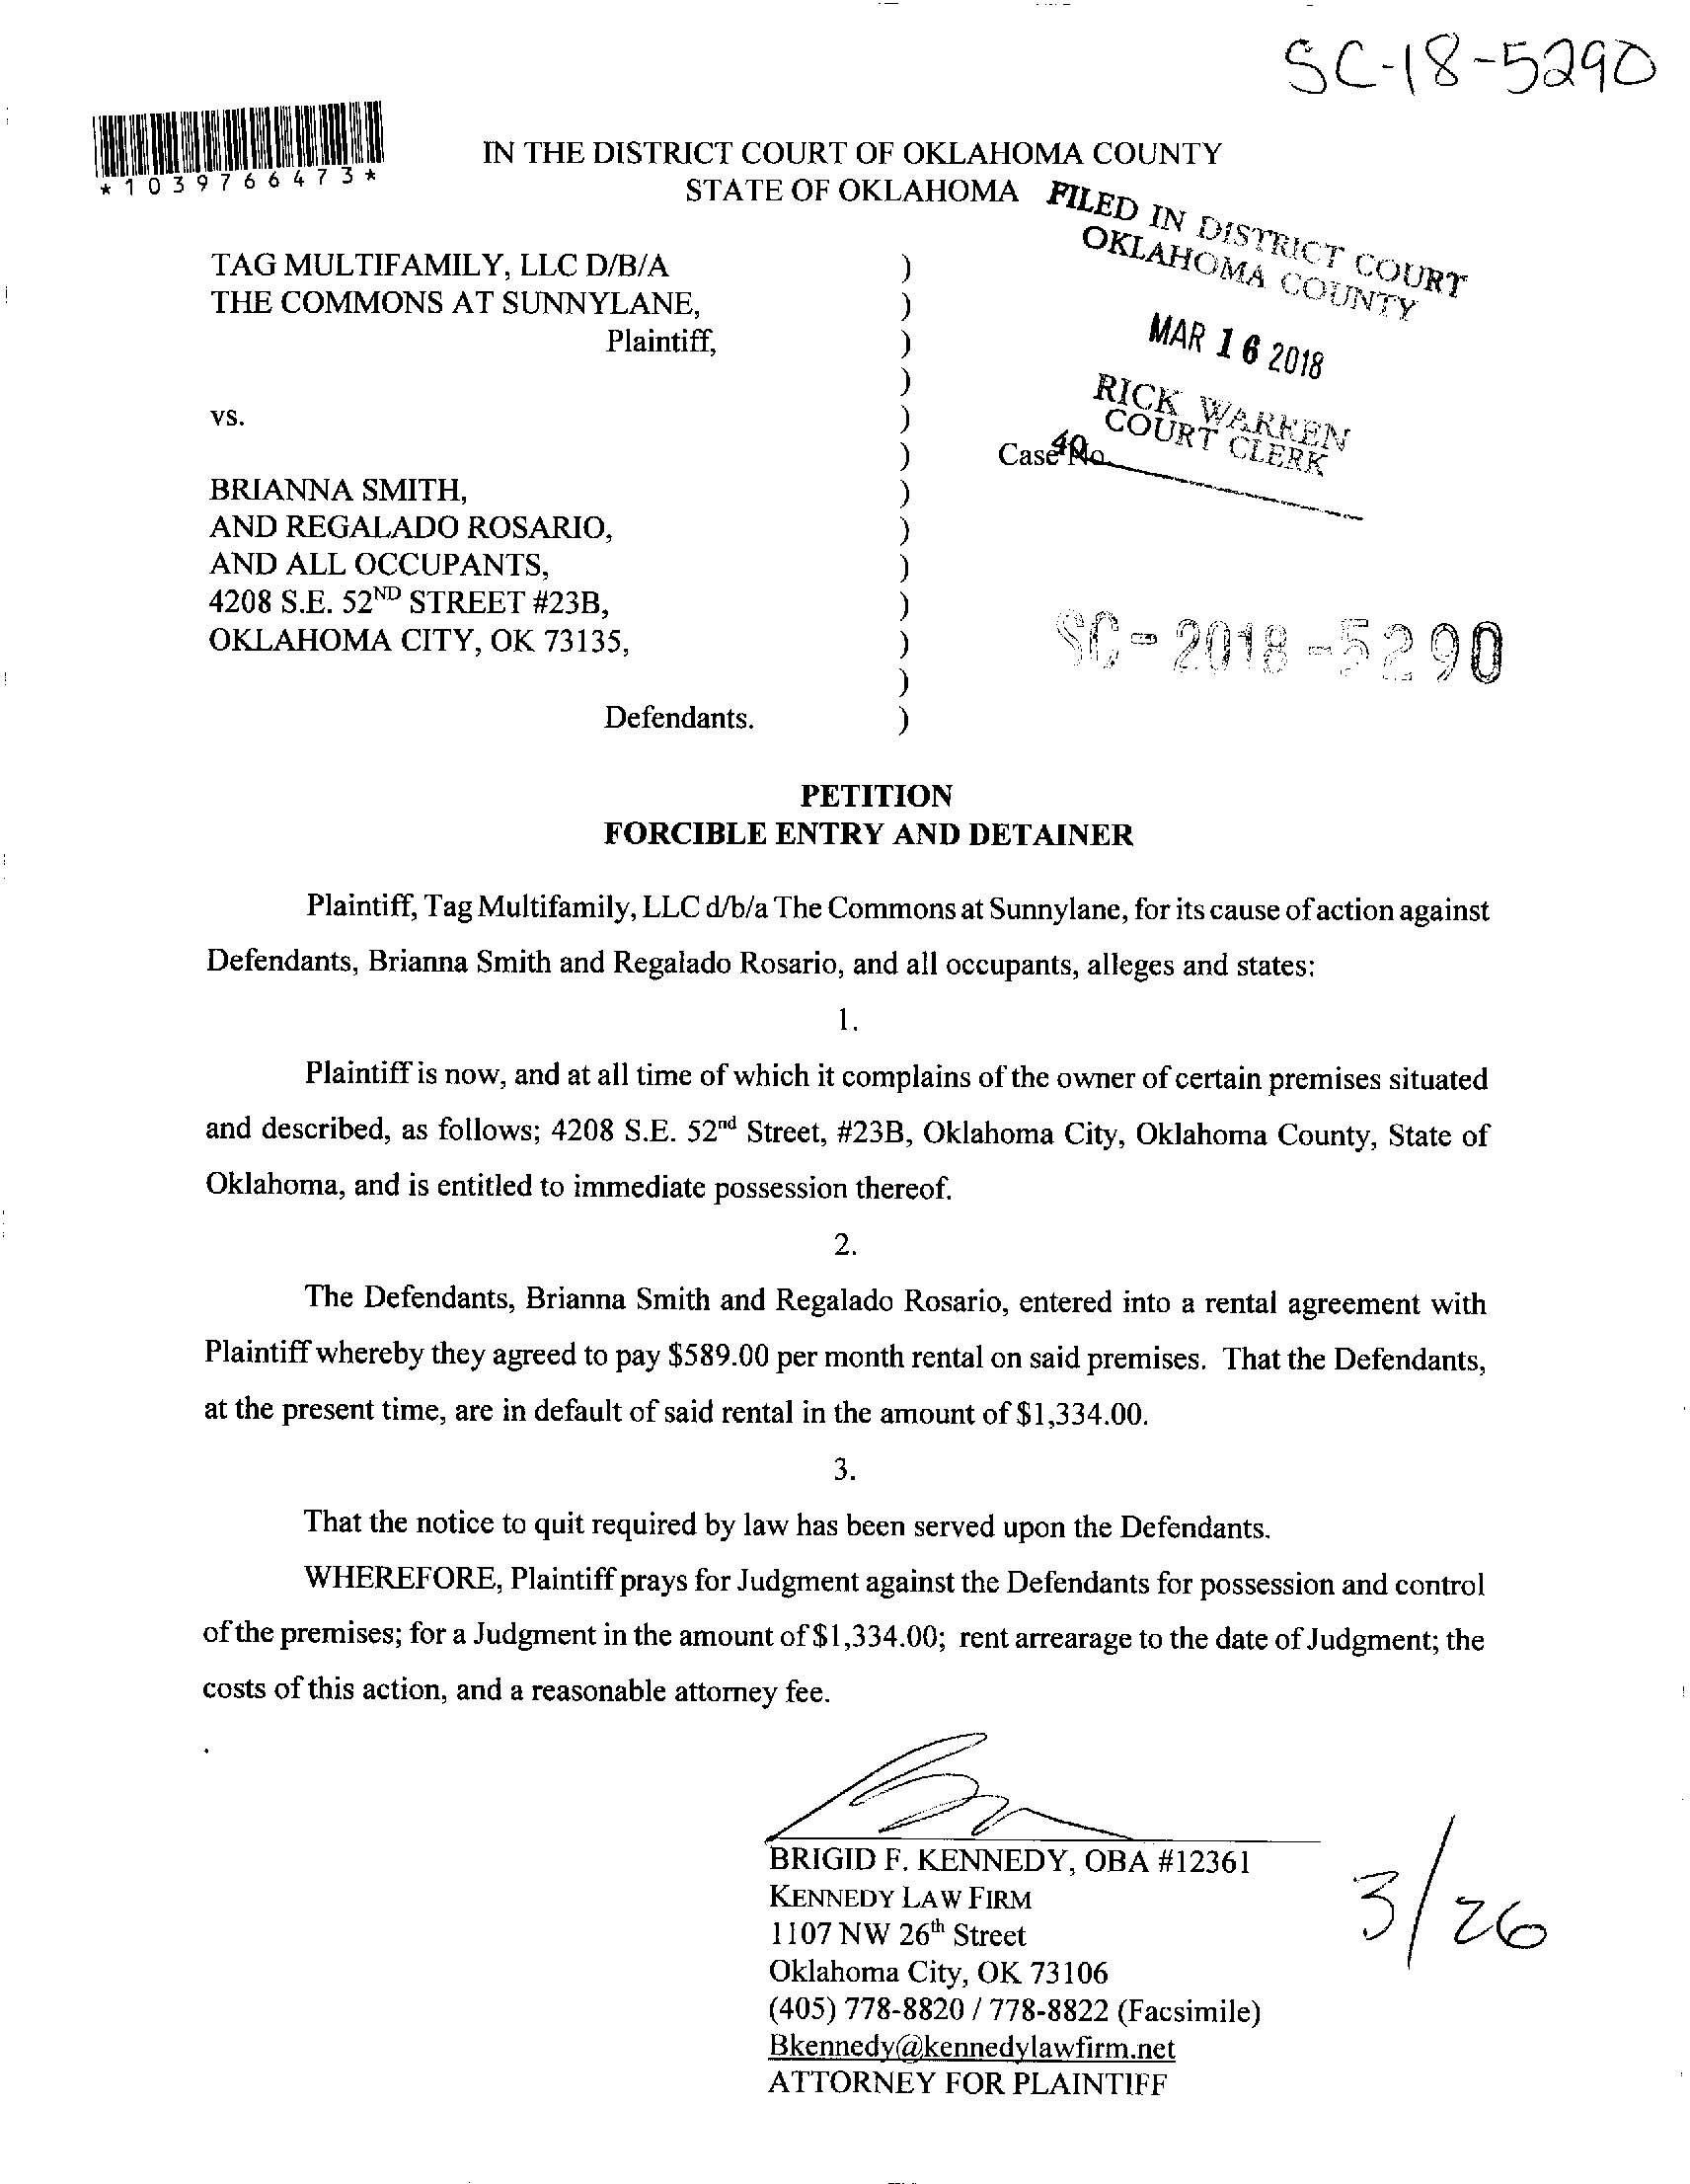 SC-18-5290
*1039766473*
IN THE DISTRICT COURT OF OKLAHOMA COUNTY
STATE OF OKLAHOMA
FILED IN DISTRICT COURT
OKLAHOMA COUNTY
MAR 16 2018
RICK WARREN
COURT CLERK
40
TAG MULTIFAMILY, LLC D/B/A )
THE COMMONS AT SUNNYLANE, )
Plaintiff, )
)
vs. )
) Case No.
BRIANNA SMITH, )
AND REGALADO ROSARIO, )
AND ALL OCCUPANTS, )
4208 S.E. 52ND STREET #23B, )
OKLAHOMA CITY, OK 73135, )
)
Defendants. )
SC-2018-5290
PETITION
FORCIBLE ENTRY AND DETAINER
Plaintiff, Tag Multifamily, LLC d/b/a The Commons at Sunnylane, for its cause of action against
Defendants, Brianna Smith and Regalado Rosario, and all occupants, alleges and states:
1.
Plaintiff is now, and at all time of which it complains of the owner of certain premises situated
and described, as follows; 4208 S.E. 52nd Street, #23B, Oklahoma City, Oklahoma County, State of
Oklahoma, and is entitled to immediate possession thereof.
2.
The Defendants, Brianna Smith and Regalado Rosario, entered into a rental agreement with
Plaintiff whereby they agreed to pay $589.00 per month rental on said premises. That the Defendants,
at the present time, are in default of said rental in the amount of $1,334.00.
3.
That the notice to quit required by law has been served upon the Defendants.
WHEREFORE, Plaintiff prays for Judgment against the Defendants for possession and control
of the premises; for a Judgment in the amount of $1,334.00; rent arrearage to the date of Judgment; the
costs of this action, and a reasonable attorney fee.
BRIGID F. KENNEDY, OBA #12361
KENNEDY LAW FIRM
1107 NW 26th Street
Oklahoma City, OK 73106
(405) 778-8820 / 778-8822 (Facsimile)
Bkennedy@kennedylawfirm.net
ATTORNEY FOR PLAINTIFF
3/26